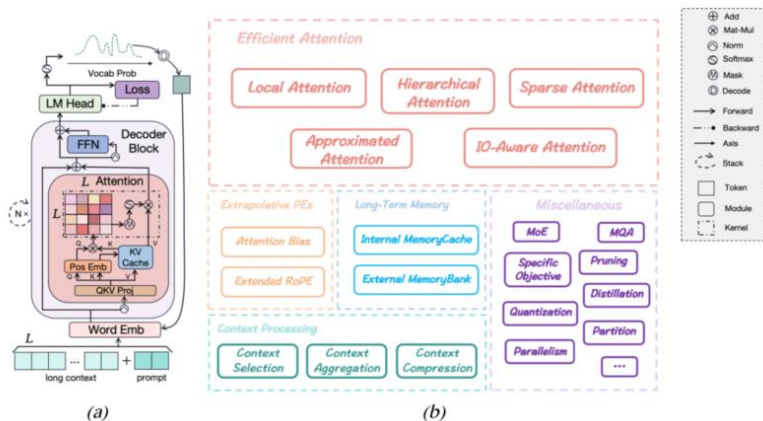 Vocab Prob
S
D
LM Head
Loss
FFN
Decoder
Block
L Attention
L
N×
S
M
Q K V
Pos Emb
KV
Cache
Q K V
QKV Proj
Word Emb
L
... +
long context prompt
(a)
Efficient Attention
Local Attention
Hierarchical
Attention
Sparse Attention
Approximated
Attention
IO-Aware Attention
Extrapolative PEs
Attention Bias
Extended RoPE
Long-Term Memory
Internal MemoryCache
External MemoryBank
Context Processing
Context
Selection
Context
Aggregation
Context
Compression
Miscellaneous
MoE
MQA
Specific
Objective
Pruning
Distillation
Quantization
Partition
Parallelism
...
(b)
Add
Mat-Mul
Norm
S Softmax
M Mask
D Decode
Forward
Backward
Axis
Stack
Token
Module
Kernel